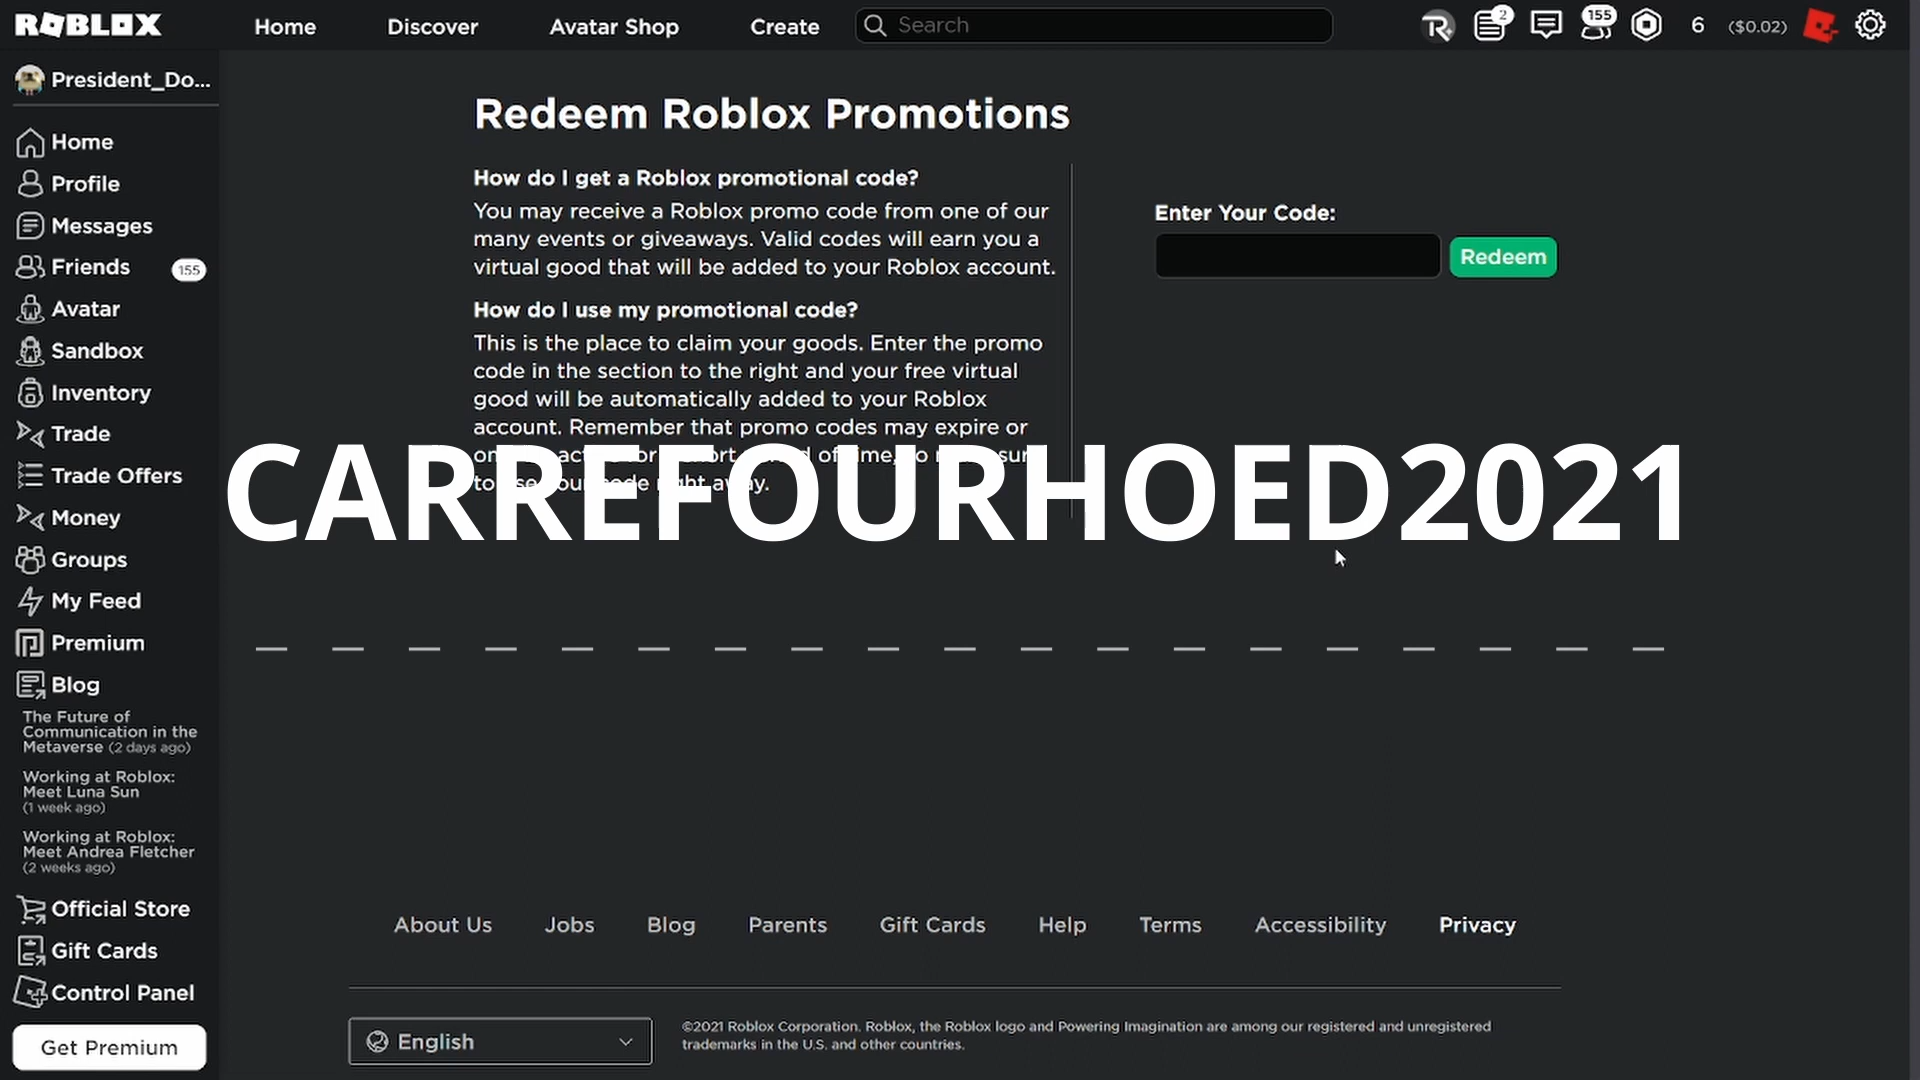 ROBLOX
Home
Discover
Avatar Shop
Create
Search
2
155
6
($0.02)
President_Do...
Home
Profile
Messages
Friends
155
Avatar
Sandbox
Inventory
Trade
Trade Offers
Money
Groups
My Feed
Premium
Blog
The Future of
Communication in the
Metaverse (2 days ago)
Working at Roblox:
Meet Luna Sun
(1 week ago)
Working at Roblox:
Meet Andrea Fletcher
(2 weeks ago)
Official Store
Gift Cards
Control Panel
Get Premium
Redeem Roblox Promotions
How do I get a Roblox promotional code?
You may receive a Roblox promo code from one of our
many events or giveaways. Valid codes will earn you a
virtual good that will be added to your Roblox account.
How do I use my promotional code?
This is the place to claim your goods. Enter the promo
code in the section to the right and your free virtual
good will be automatically added to your Roblox
account. Remember that promo codes may expire or
of
away.
Enter Your Code:
Redeem
CARREFOURHOED2021
About Us
Jobs
Blog
Parents
Gift Cards
Help
Terms
Accessibility
Privacy
English
©2021 Roblox Corporation. Roblox, the Roblox logo and Powering Imagination are among our registered and unregistered
trademarks in the U.S. and other countries.